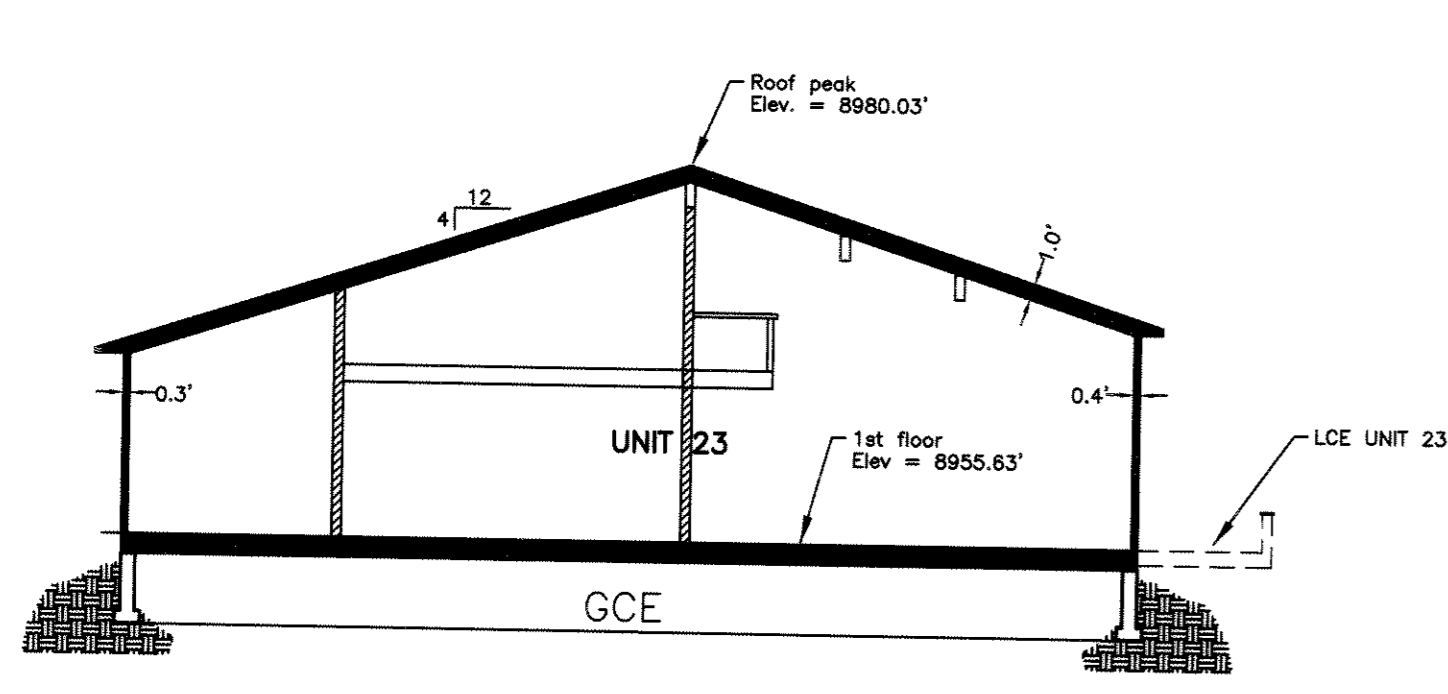 Roof peak
Elev. = 8980.03'
12
4
1.0'
0.3'
0.4'
UNIT 23
1st floor
Elev = 8955.63'
LCE UNIT 23
GCE